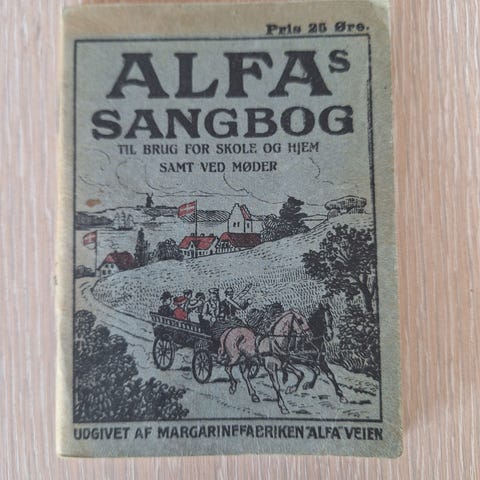 Pris 25 Øre.
ALFAS
SANGBOG
TIL BRUG FOR SKOLE OG HJEM
SAMT VED MØDER
UDGIVET AF MARGARINEFABRIKEN "ALFA" VEJEN